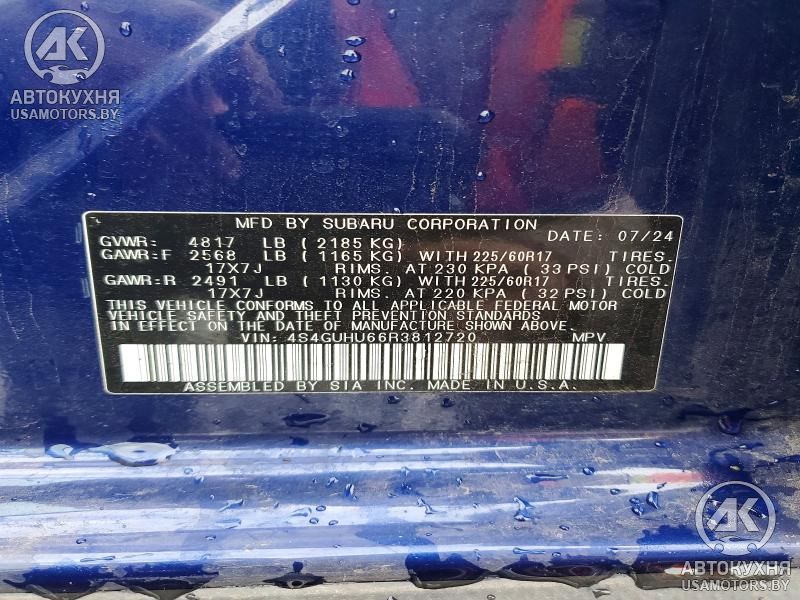 AK
АВТОКУХНЯ
USAMOTORS.BY
MFD BY SUBARU CORPORATION
GVWR: 4817 LB ( 2185 KG) DATE: 07/24
GAWR:F 2568 LB ( 1165 KG) WITH 225/60R17 TIRES.
17X7J RIMS. AT 230 KPA ( 33 PSI) COLD
GAWR:R 2491 LB ( 1130 KG) WITH 225/60R17 TIRES.
17X7J RIMS. AT 220 KPA ( 32 PSI) COLD
THIS VEHICLE CONFORMS TO ALL APPLICABLE FEDERAL MOTOR
VEHICLE SAFETY AND THEFT PREVENTION STANDARDS
IN EFFECT ON THE DATE OF MANUFACTURE SHOWN ABOVE.
VIN: 4S4GUHU66R3812720 MPV
ASSEMBLED BY SIA INC. MADE IN U.S.A.
AK
АВТОКУХНЯ
USAMOTORS.BY